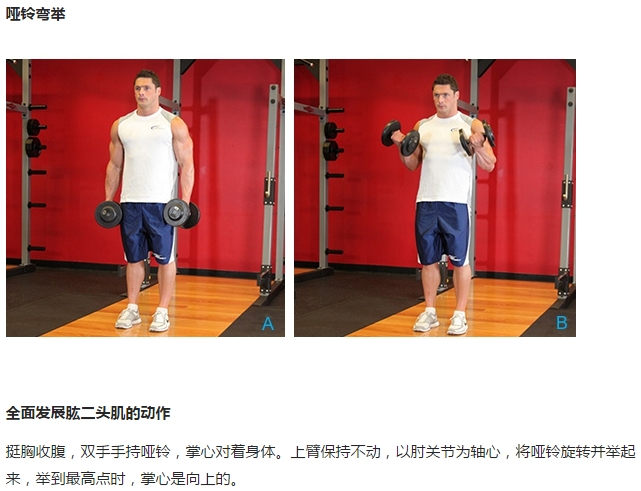 哑铃弯举
A
B
全面发展肱二头肌的动作
挺胸收腹，双手手持哑铃，掌心对着身体。上臂保持不动，以肘关节为轴心，将哑铃旋转并举起
来，举到最高点时，掌心是向上的。